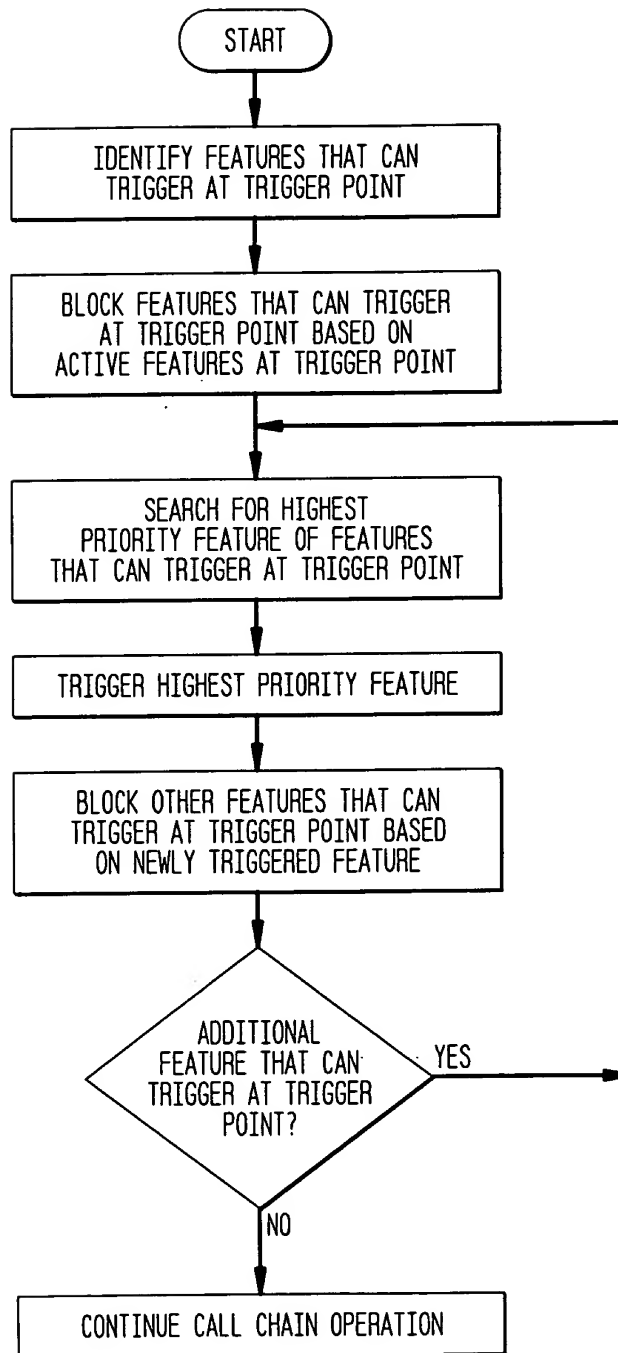 START
IDENTIFY FEATURES THAT CAN
TRIGGER AT TRIGGER POINT
BLOCK FEATURES THAT CAN TRIGGER
AT TRIGGER POINT BASED ON
ACTIVE FEATURES AT TRIGGER POINT
SEARCH FOR HIGHEST
PRIORITY FEATURE OF FEATURES
THAT CAN TRIGGER AT TRIGGER POINT
TRIGGER HIGHEST PRIORITY FEATURE
BLOCK OTHER FEATURES THAT CAN
TRIGGER AT TRIGGER POINT BASED
ON NEWLY TRIGGERED FEATURE
ADDITIONAL
FEATURE THAT CAN
TRIGGER AT TRIGGER
POINT?
YES
NO
CONTINUE CALL CHAIN OPERATION